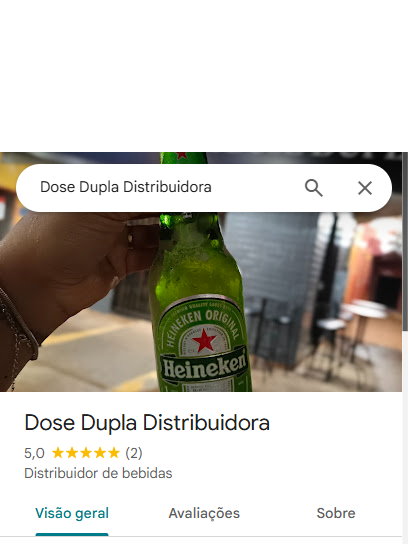 Dose Dupla Distribuidora
HEINEKEN ORIGINAL
Heineken
Dose Dupla Distribuidora
5,0 ★★★★★ (2)
Distribuidor de bebidas
Visão geral Avaliações Sobre